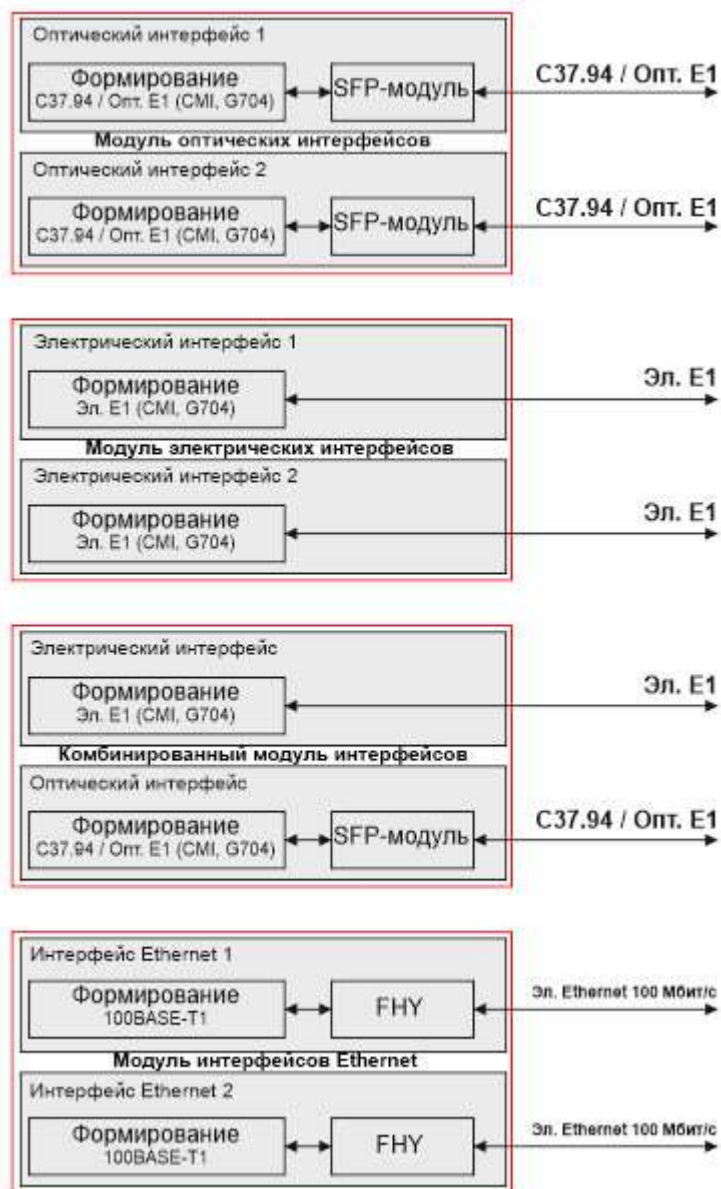 Оптический интерфейс 1
Формирование
C37.94 / Опт. E1 (CMI, G704)
SFP-модуль
C37.94 / Опт. E1
Модуль оптических интерфейсов
Оптический интерфейс 2
Формирование
C37.94 / Опт. E1 (CMI, G704)
SFP-модуль
C37.94 / Опт. E1
Электрический интерфейс 1
Формирование
Эл. E1 (CMI, G704)
Эл. E1
Модуль электрических интерфейсов
Электрический интерфейс 2
Формирование
Эл. E1 (CMI, G704)
Эл. E1
Электрический интерфейс
Формирование
Эл. E1 (CMI, G704)
Эл. E1
Комбинированный модуль интерфейсов
Оптический интерфейс
Формирование
C37.94 / Опт. E1 (CMI, G704)
SFP-модуль
C37.94 / Опт. E1
Интерфейс Ethernet 1
Формирование
100BASE-T1
FHY
Эл. Ethernet 100 Мбит/с
Модуль интерфейсов Ethernet
Интерфейс Ethernet 2
Формирование
100BASE-T1
FHY
Эл. Ethernet 100 Мбит/с